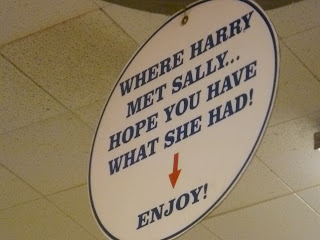 WHERE HARRY
MET SALLY...
HOPE YOU HAVE
WHAT SHE HAD!
ENJOY!